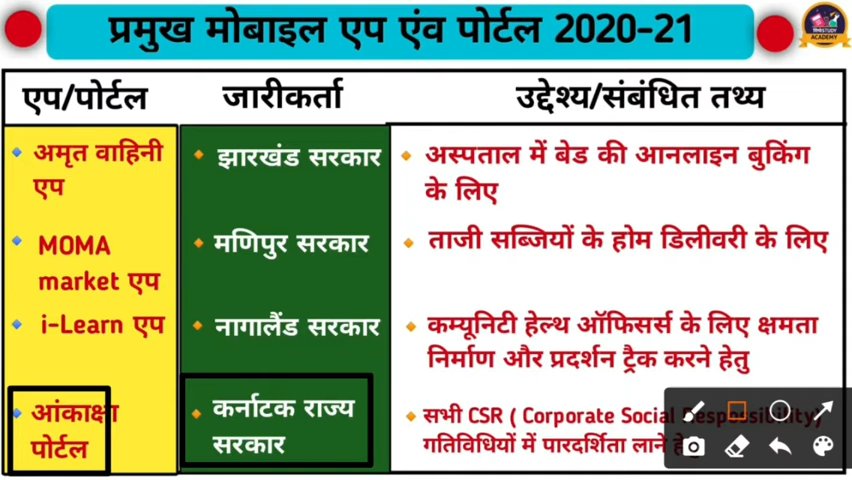 प्रमुख मोबाइल एप एंव पोर्टल 2020-21
TIMESTUDY
ACADEMY
एप/पोर्टल जारीकर्ता उद्देश्य/संबंधित तथ्य
अमृत वाहिनी
एप
झारखंड सरकार
अस्पताल में बेड की आनलाइन बुकिंग
के लिए
MOMA
market एप
मणिपुर सरकार
ताजी सब्जियों के होम डिलीवरी के लिए
i-Learn एप
नागालैंड सरकार
कम्यूनिटी हेल्थ ऑफिसर्स के लिए क्षमता
निर्माण और प्रदर्शन ट्रैक करने हेतु
आंकाक्षा
पोर्टल
कर्नाटक राज्य
सरकार
सभी CSR ( Corporate Social
गतिविधियों में पारदर्शिता लाने